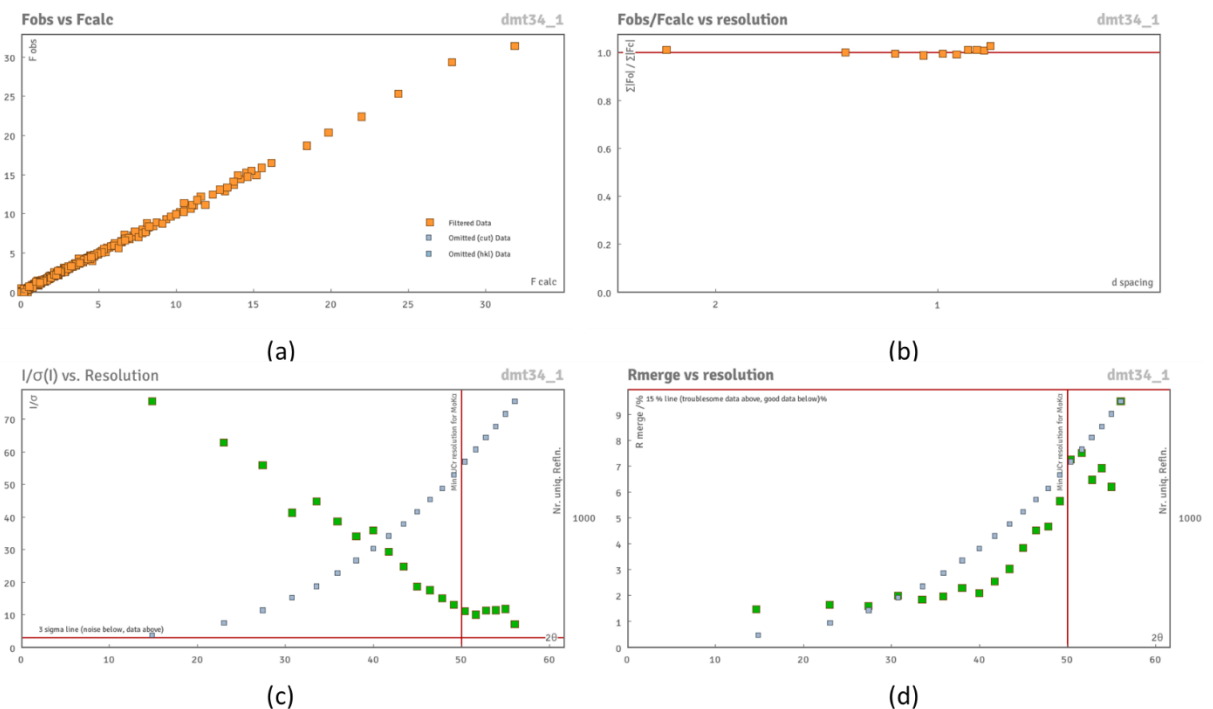 Fobs vs Fcalc
dmt34_1
F obs
30
25
20
15
10
5
0
Filtered Data
Omitted (cut) Data
Omitted (hkl) Data
F calc
0 5 10 15 20 25 30
(a)
Fobs/Fcalc vs resolution
dmt34_1
Σ|Fo| / Σ|Fc|
1.0
0.8
0.6
0.4
0.2
0.0
d spacing
2 1
(b)
I/σ(I) vs. Resolution
dmt34_1
I/σ
70
60
50
40
30
20
10
0
Min IUCr resolution for MoKα
Nr. uniq. Refln.
1000
3 sigma line (noise below, data above)
2θ
0 10 20 30 40 50 60
(c)
Rmerge vs resolution
dmt34_1
R merge /%
15 % line (troublesome data above, good data below)%
9
8
7
6
5
4
3
2
1
0
Min IUCr resolution for MoKα
Nr. uniq. Refln.
1000
2θ
0 10 20 30 40 50 60
(d)